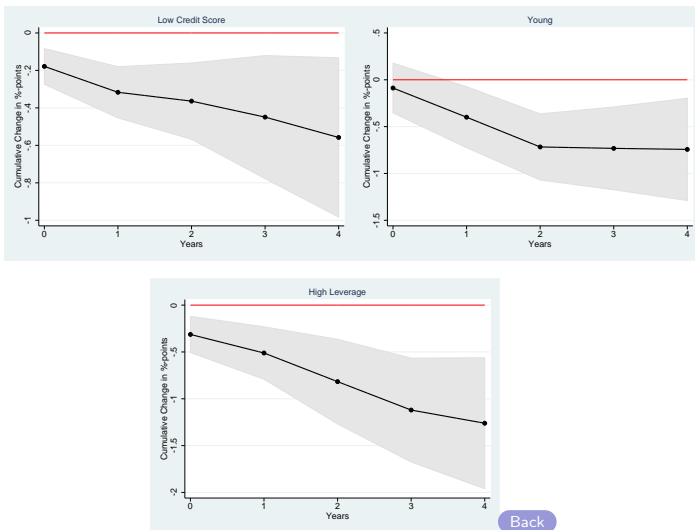 Low Credit Score
Cumulative Change in %-points
0
-.2
-.4
-.6
-.8
-1
0 1 2 3 4
Years
Young
Cumulative Change in %-points
.5
0
-.5
-1
-1.5
0 1 2 3 4
Years
High Leverage
Cumulative Change in %-points
0
-.5
-1
-1.5
-2
0 1 2 3 4
Years
Back